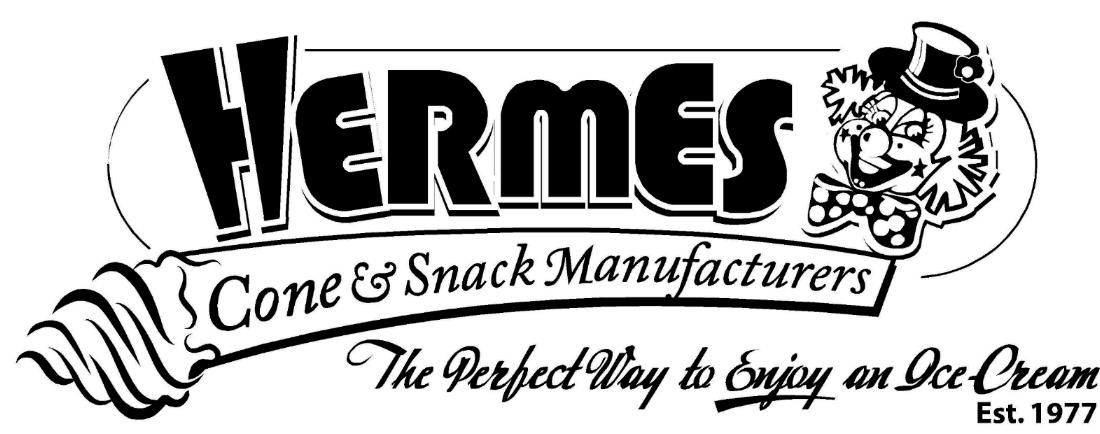 HERMES
Cone & Snack Manufacturers
The Perfect Way to Enjoy an Ice-Cream
Est. 1977